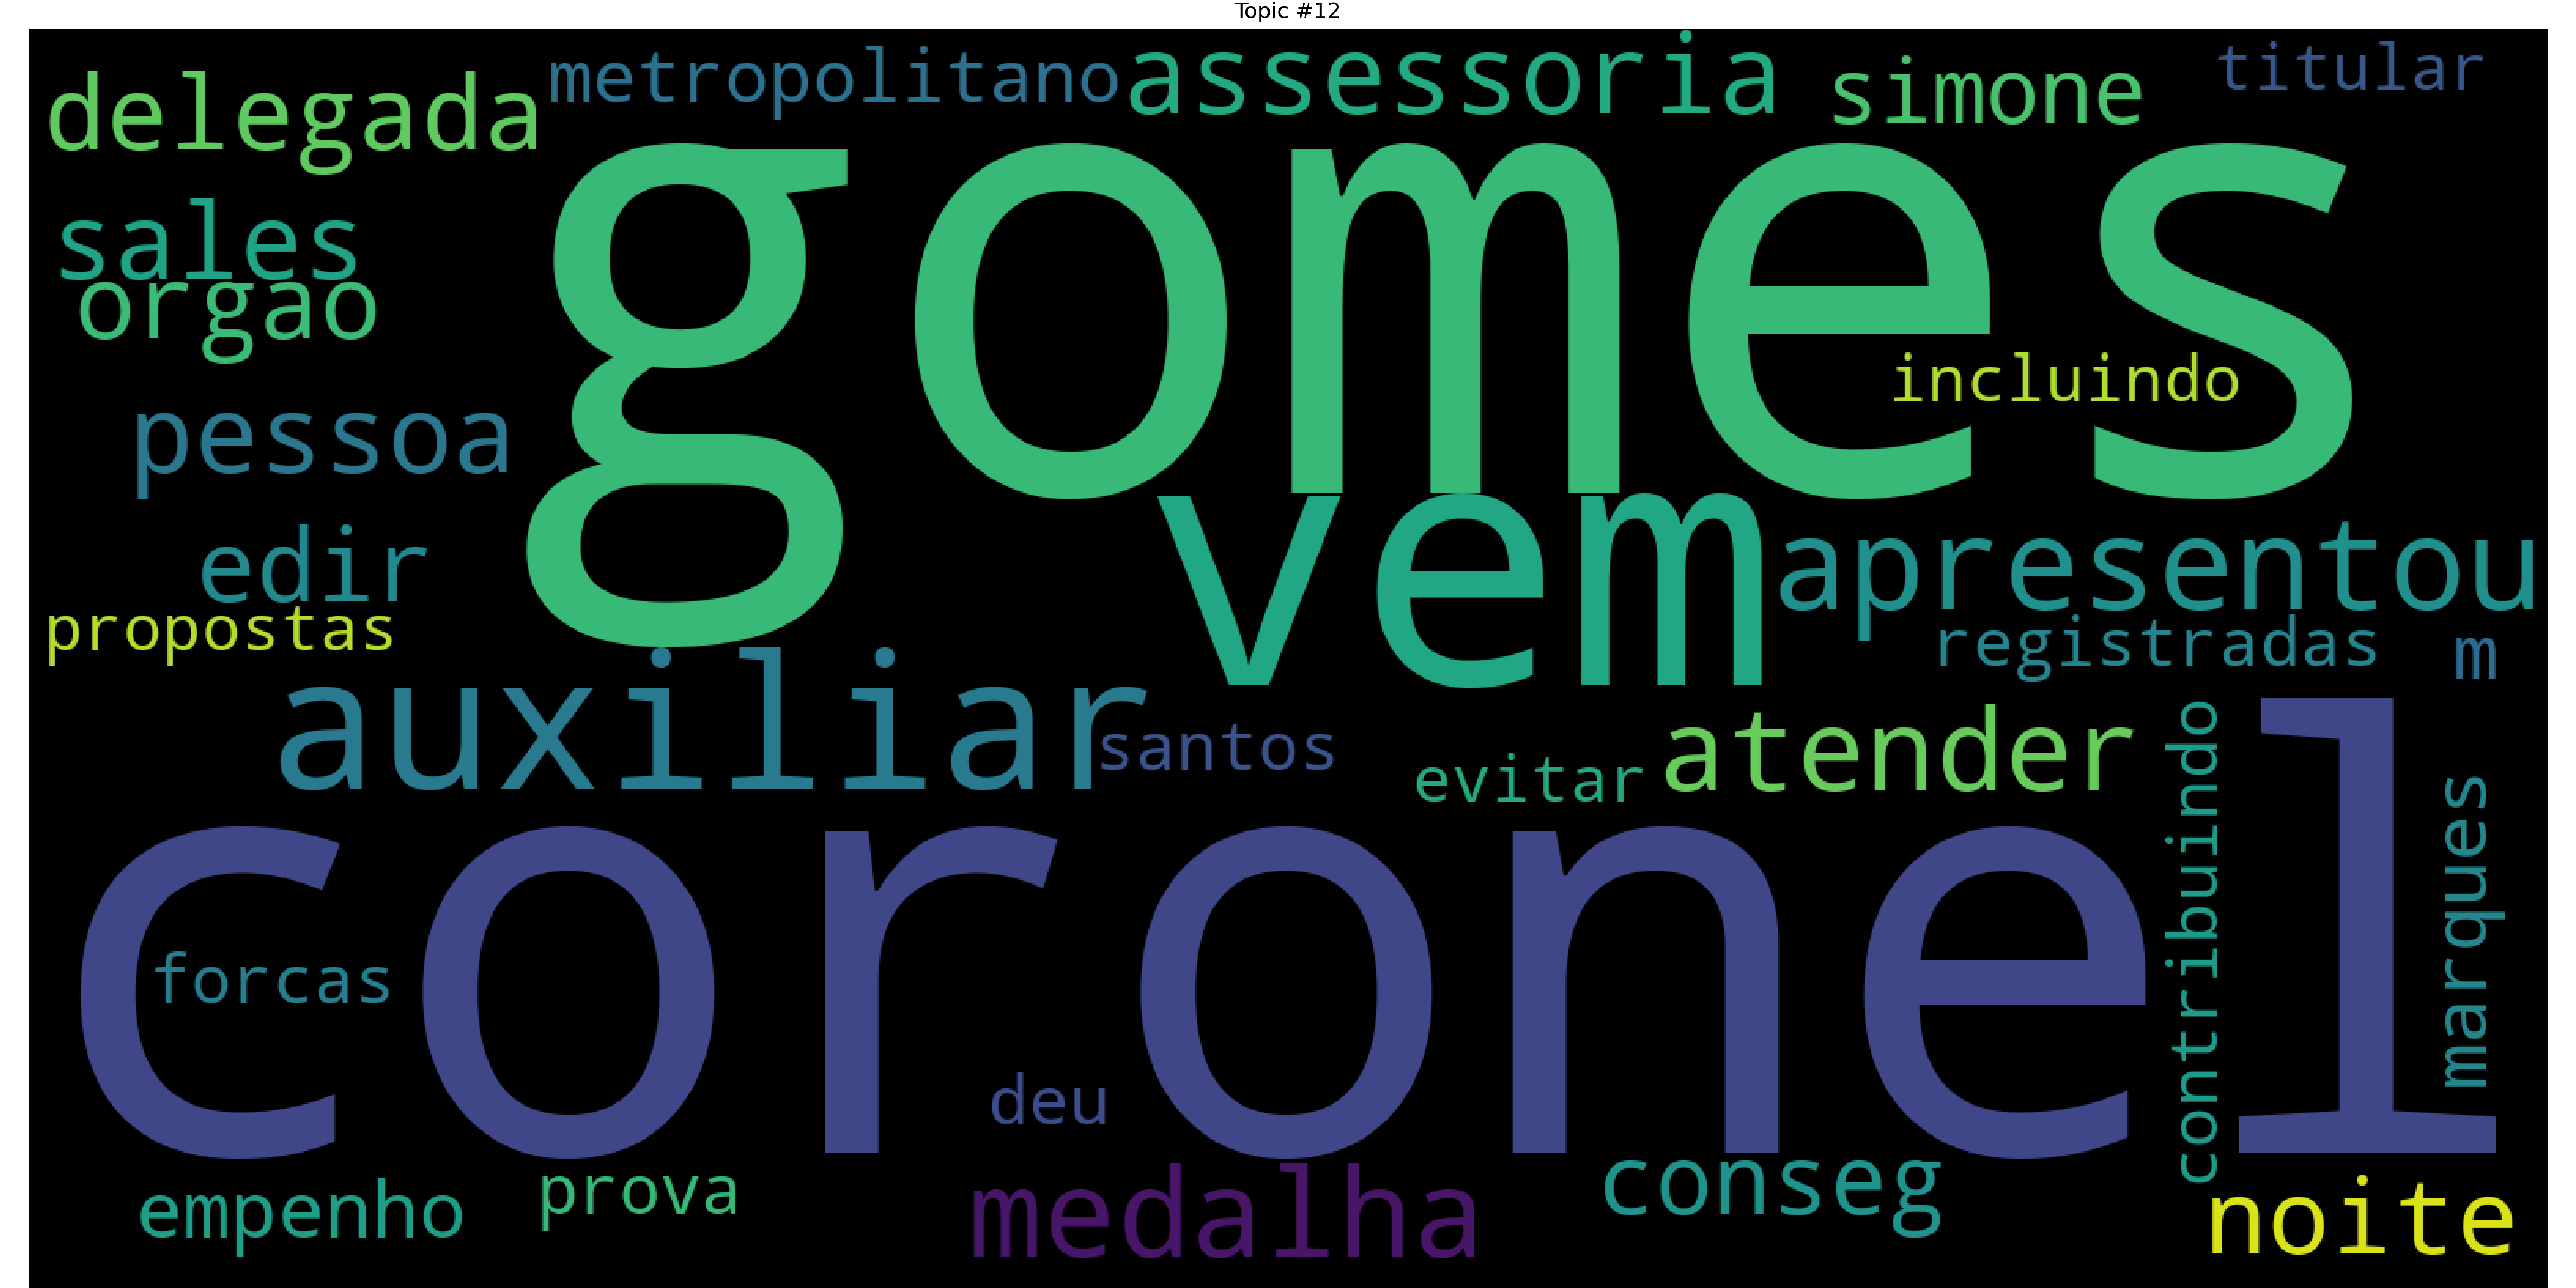 Topic #12
delegada
metropolitano
assessoria
simone
titular
gomes
sales
orgao
incluindo
pessoa
vem
edir
apresentou
propostas
registradas
m
auxiliar
santos
evitar
atender
contribuindo
marques
coronel
forcas
deu
empenho
prova
medalha
conseg
noite